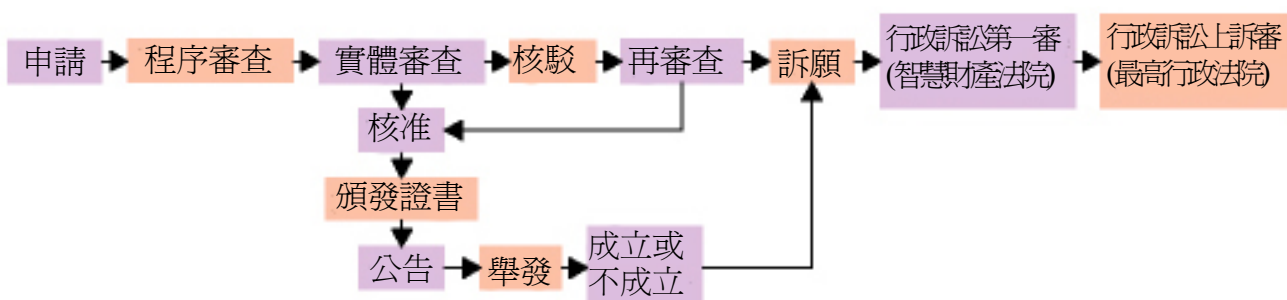 申請
程序審查
實體審查
核駁
再審查
訴願
行政訴訟第一審
(智慧財產法院)
行政訴訟上訴審
(最高行政法院)
核准
頒發證書
公告
舉發
成立或
不成立